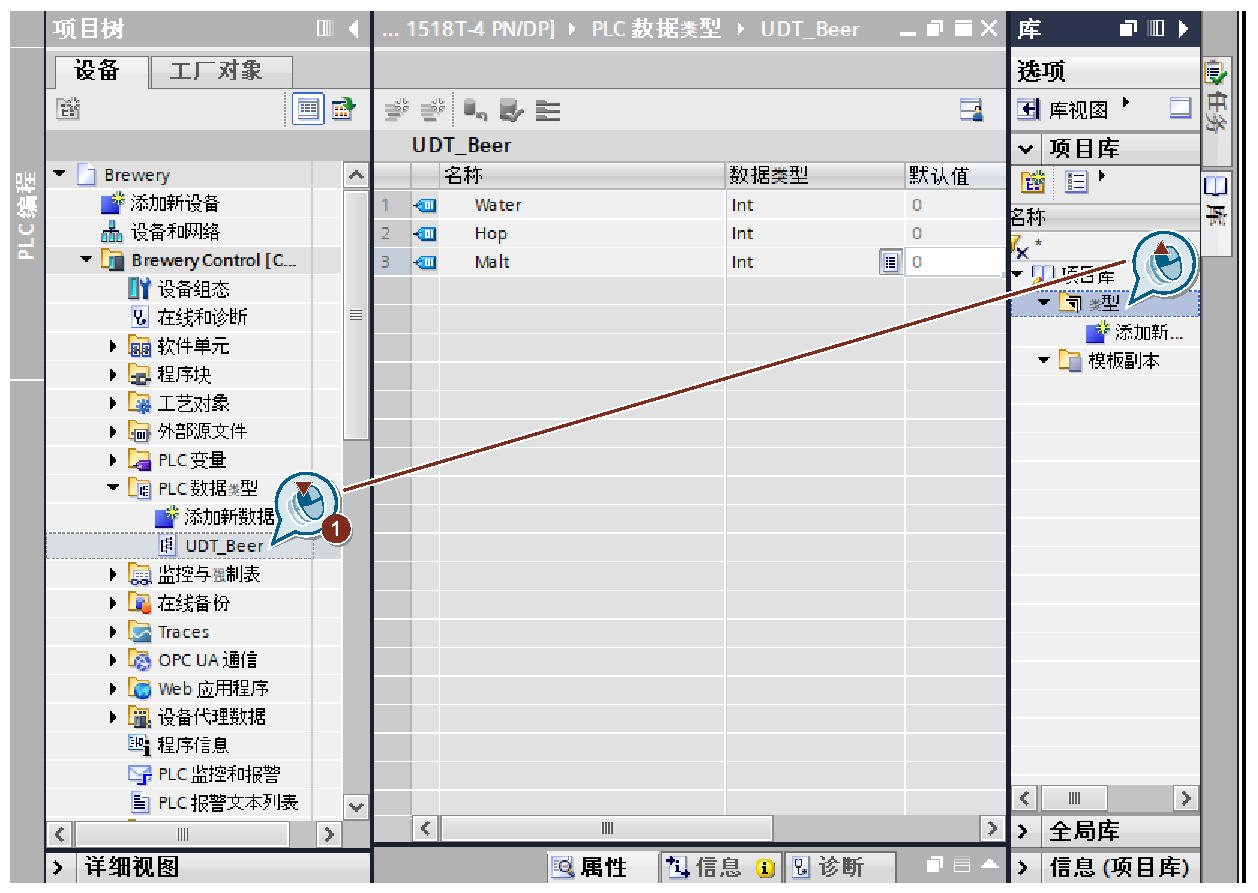 项目树
... 1518T-4 PN/DP] PLC 数据类型 UDT_Beer
库
设备
工厂对象
选项
库视图
任务
库
PLC 编程
UDT_Beer
项目库
名称
数据类型
默认值
1 Water Int 0
2 Hop Int 0
3 Malt Int 0
Brewery
添加新设备
设备和网络
Brewery Control [C...
设备组态
在线和诊断
软件单元
程序块
工艺对象
外部源文件
PLC 变量
PLC 数据类型
添加新数据
UDT_Beer
1
监控与强制表
在线备份
Traces
OPC UA 通信
Web 应用程序
设备代理数据
程序信息
PLC 监控和报警
PLC 报警文本列表
名称
*
项目库
类型
添加新...
模板副本
全局库
详细视图
属性
信息
诊断
信息 (项目库)